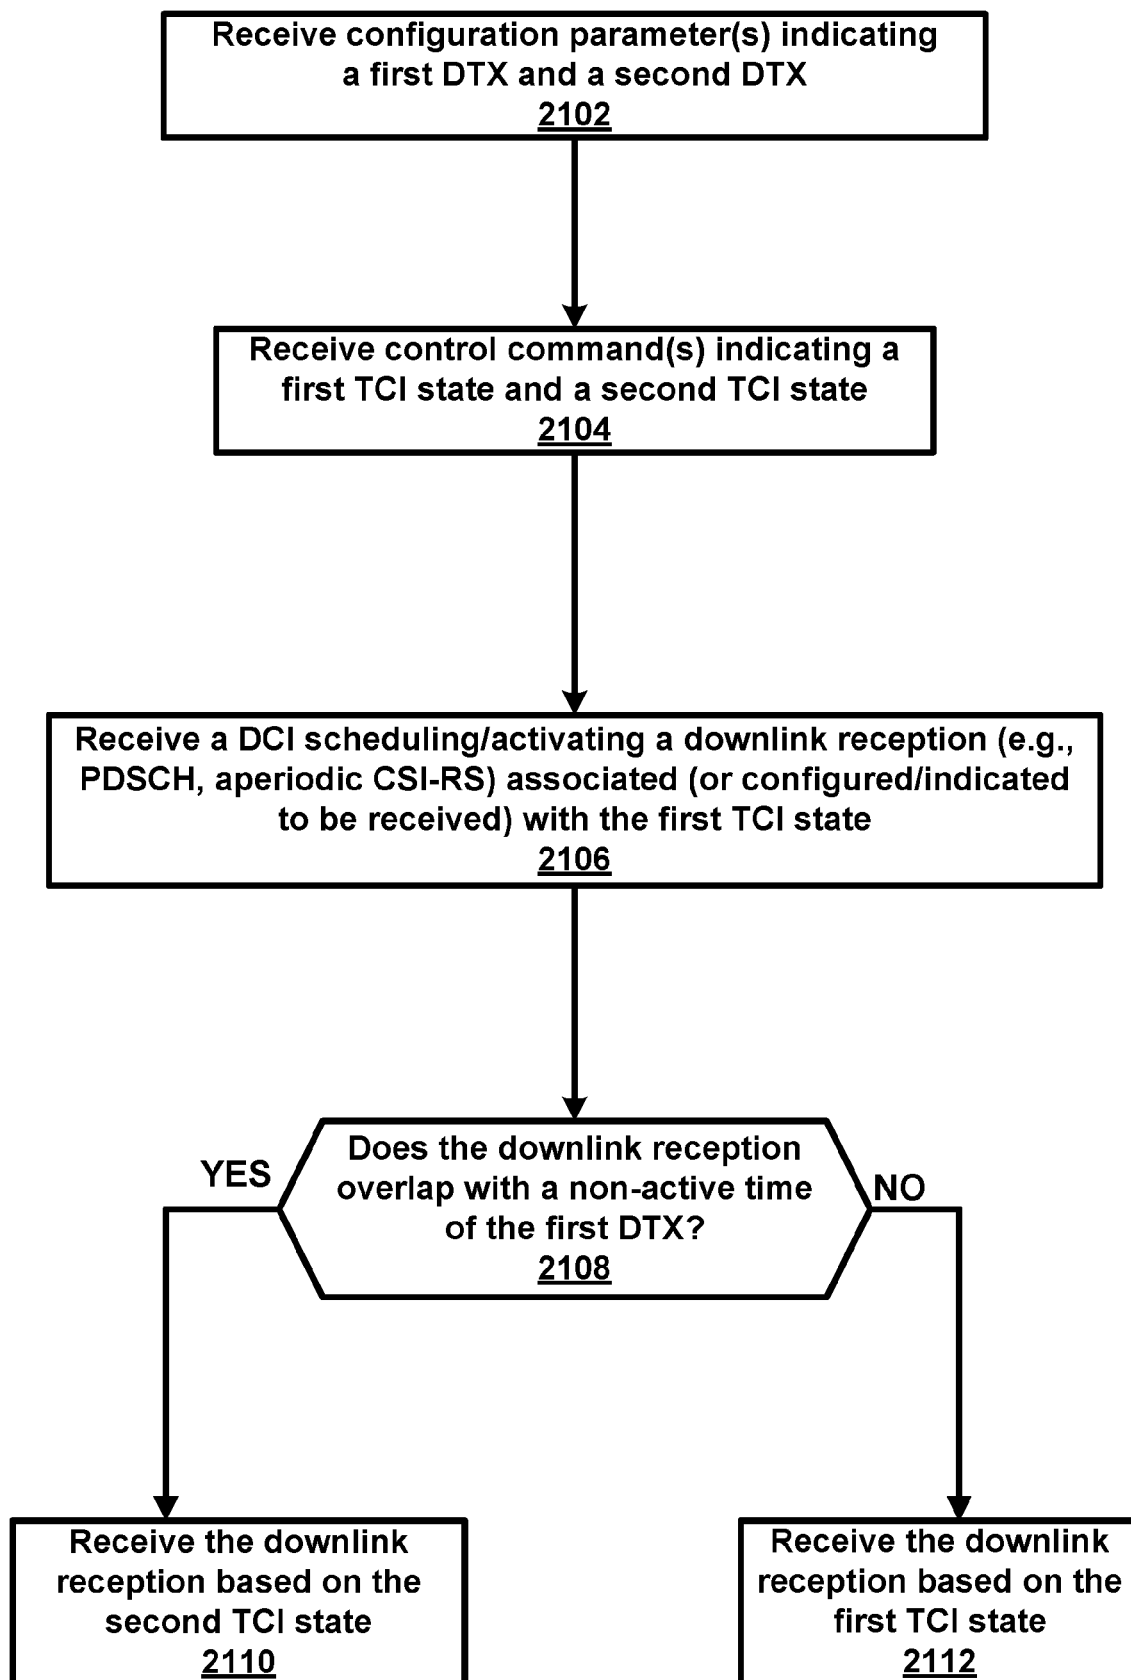 Receive configuration parameter(s) indicating
a first DTX and a second DTX
2102
Receive control command(s) indicating a
first TCI state and a second TCI state
2104
Receive a DCI scheduling/activating a downlink reception (e.g.,
PDSCH, aperiodic CSI-RS) associated (or configured/indicated
to be received) with the first TCI state
2106
Does the downlink reception
overlap with a non-active time
of the first DTX?
2108
YES
NO
Receive the downlink
reception based on the
second TCI state
2110
Receive the downlink
reception based on the
first TCI state
2112